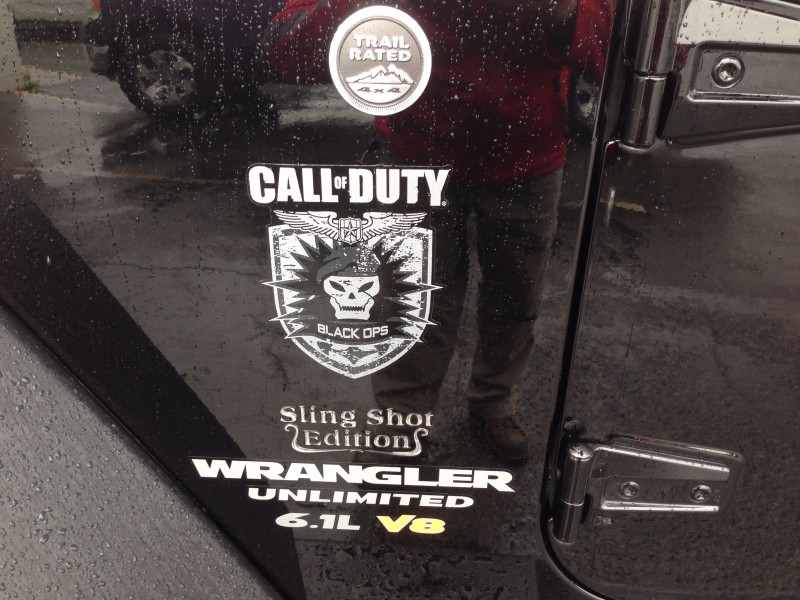 TRAIL
RATED
4x4
CALL OF DUTY®
BLACK OPS
Sling Shot
Edition
WRANGLER
UNLIMITED
6.1L V8